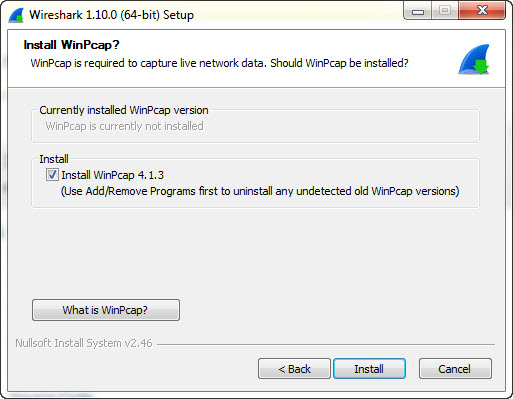 Wireshark 1.10.0 (64-bit) Setup
Install WinPcap?
WinPcap is required to capture live network data. Should WinPcap be installed?
Currently installed WinPcap version
WinPcap is currently not installed
Install
Install WinPcap 4.1.3
(Use Add/Remove Programs first to uninstall any undetected old WinPcap versions)
What is WinPcap?
Nullsoft Install System v2.46
< Back
Install
Cancel